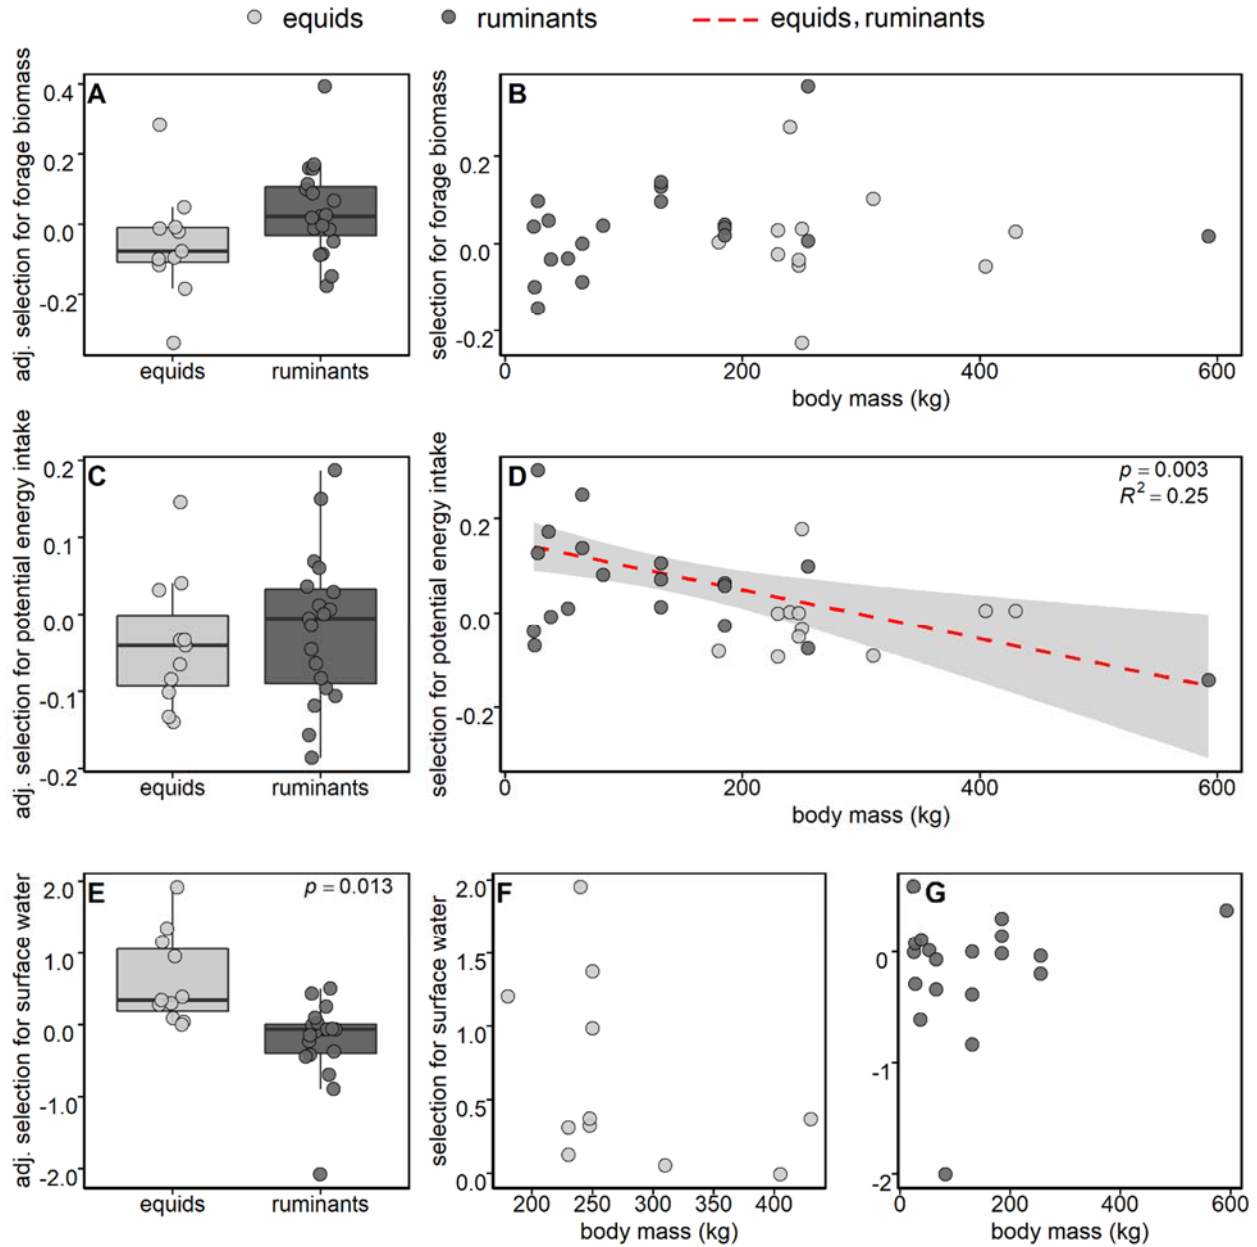 equids ruminants equids, ruminants
adj. selection for forage biomass
A
0.4
0.2
0.0
-0.2
equids ruminants
selection for forage biomass
B
0.2
0.0
-0.2
0 200 400 600
body mass (kg)
adj. selection for potential energy intake
C
0.2
0.1
0.0
-0.1
-0.2
equids ruminants
selection for potential energy intake
D
p = 0.003
R² = 0.25
0.2
0.0
-0.2
0 200 400 600
body mass (kg)
adj. selection for surface water
E
p = 0.013
2.0
1.0
0.0
-1.0
-2.0
equids ruminants
selection for surface water
F
2.0
1.5
1.0
0.5
0.0
200 250 300 350 400
body mass (kg)
G
0
-1
-2
0 200 400 600
body mass (kg)